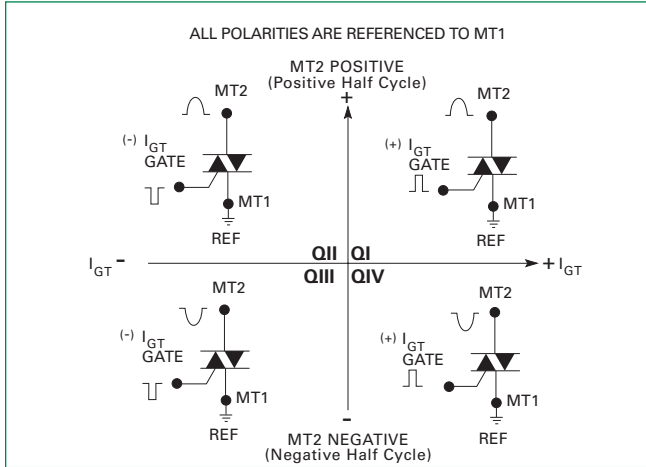 ALL POLARITIES ARE REFERENCED TO MT1
MT2 POSITIVE
(Positive Half Cycle)
+
MT2
(-) IGT
GATE
MT1
REF
MT2
(+) IGT
GATE
MT1
REF
IGT -
QII QI
QIII QIV
+ IGT
MT2
(-) IGT
GATE
MT1
REF
MT2
(+) IGT
GATE
MT1
REF
-
MT2 NEGATIVE
(Negative Half Cycle)